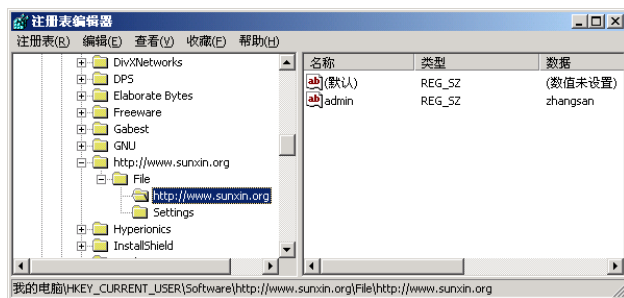 注册表编辑器
注册表(R) 编辑(E) 查看(V) 收藏(F) 帮助(H)
DivXNetworks
DPS
Elaborate Bytes
Freeware
Gabest
GNU
http://www.sunxin.org
File
http://www.sunxin.org
Settings
Hyperionics
InstallShield
名称 类型 数据
ab (默认) REG_SZ (数值未设置)
ab admin REG_SZ zhangsan
我的电脑\HKEY_CURRENT_USER\Software\http://www.sunxin.org\File\http://www.sunxin.org